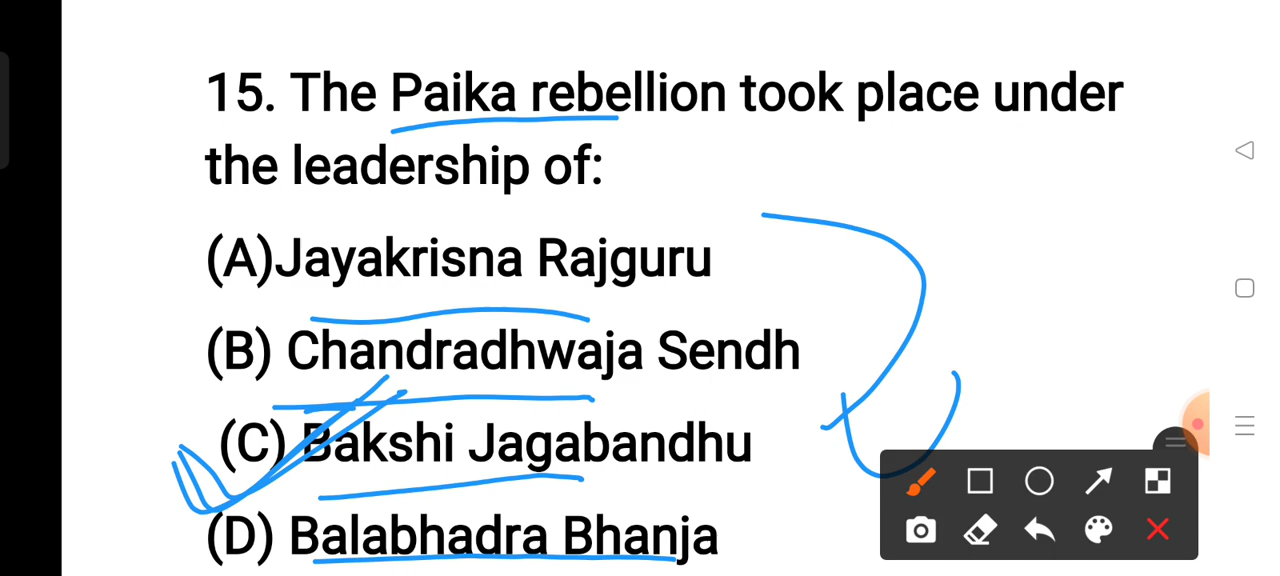 15. The Paika rebellion took place under
the leadership of:
(A)Jayakrisna Rajguru
(B) Chandradhwaja Sendh
(C) Bakshi Jagabandhu
(D) Balabhadra Bhanja